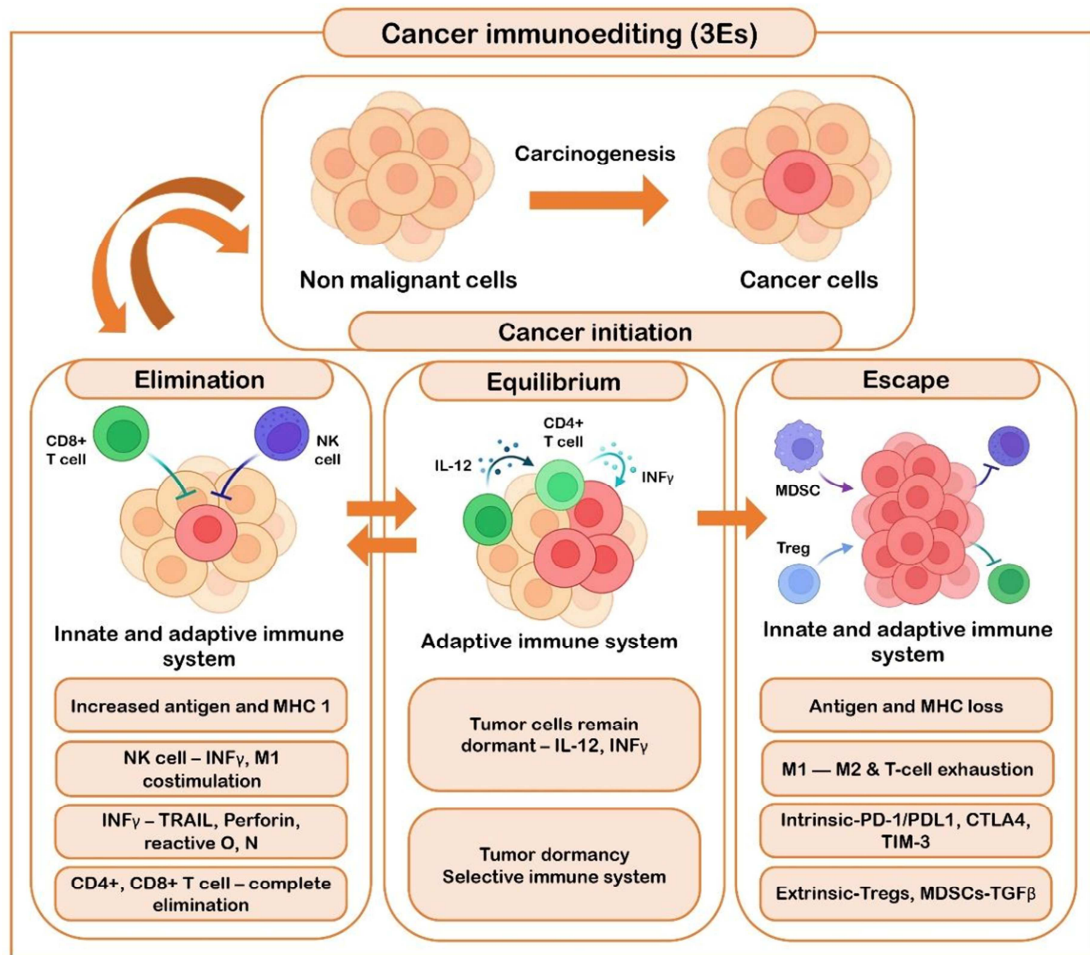 Cancer immunoediting (3Es)
Carcinogenesis
Non malignant cells
Cancer cells
Cancer initiation
Elimination
CD8+
T cell
NK
cell
Innate and adaptive immune
system
Increased antigen and MHC 1
NK cell – INFγ, M1
costimulation
INFγ – TRAIL, Perforin,
reactive O, N
CD4+, CD8+ T cell – complete
elimination
Equilibrium
CD4+
T cell
IL-12
INFγ
Adaptive immune system
Tumor cells remain
dormant – IL-12, INFγ
Tumor dormancy
Selective immune system
Escape
MDSC
Treg
Innate and adaptive immune
system
Antigen and MHC loss
M1 — M2 & T-cell exhaustion
Intrinsic-PD-1/PDL1, CTLA4,
TIM-3
Extrinsic-Tregs, MDSCs-TGFβ